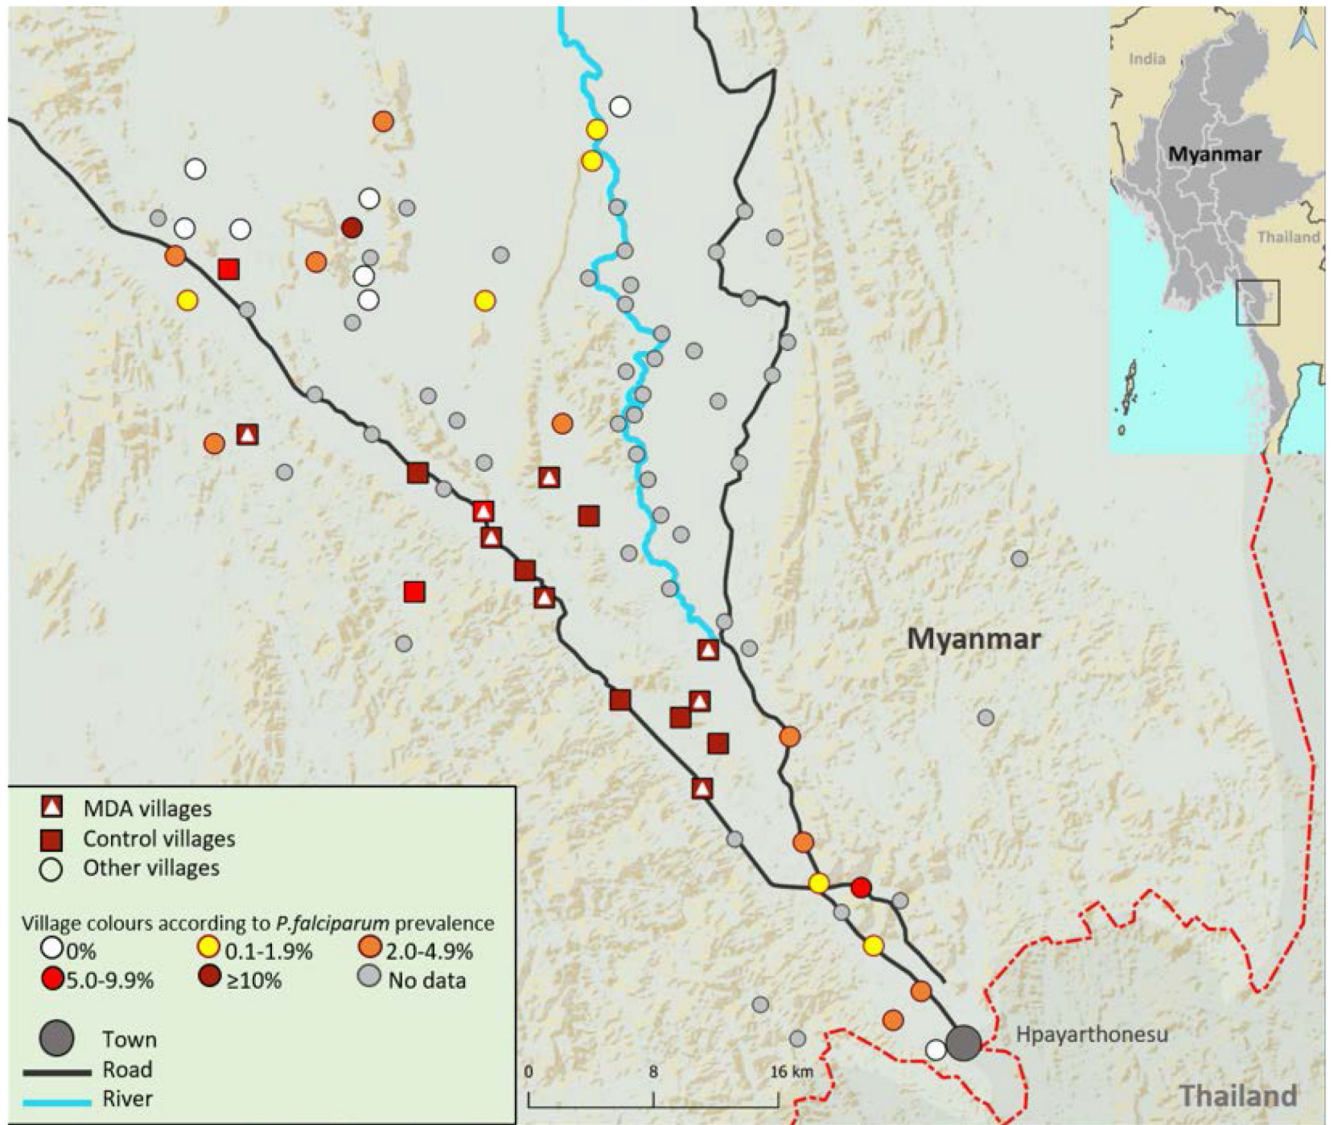 N
India
Myanmar
Thailand
Myanmar
MDA villages
Control villages
Other villages
Village colours according to P.falciparum prevalence
0%
0.1-1.9%
2.0-4.9%
5.0-9.9%
≥10%
No data
Town
Road
River
0 8 16 km
Hpayarthonesu
Thailand